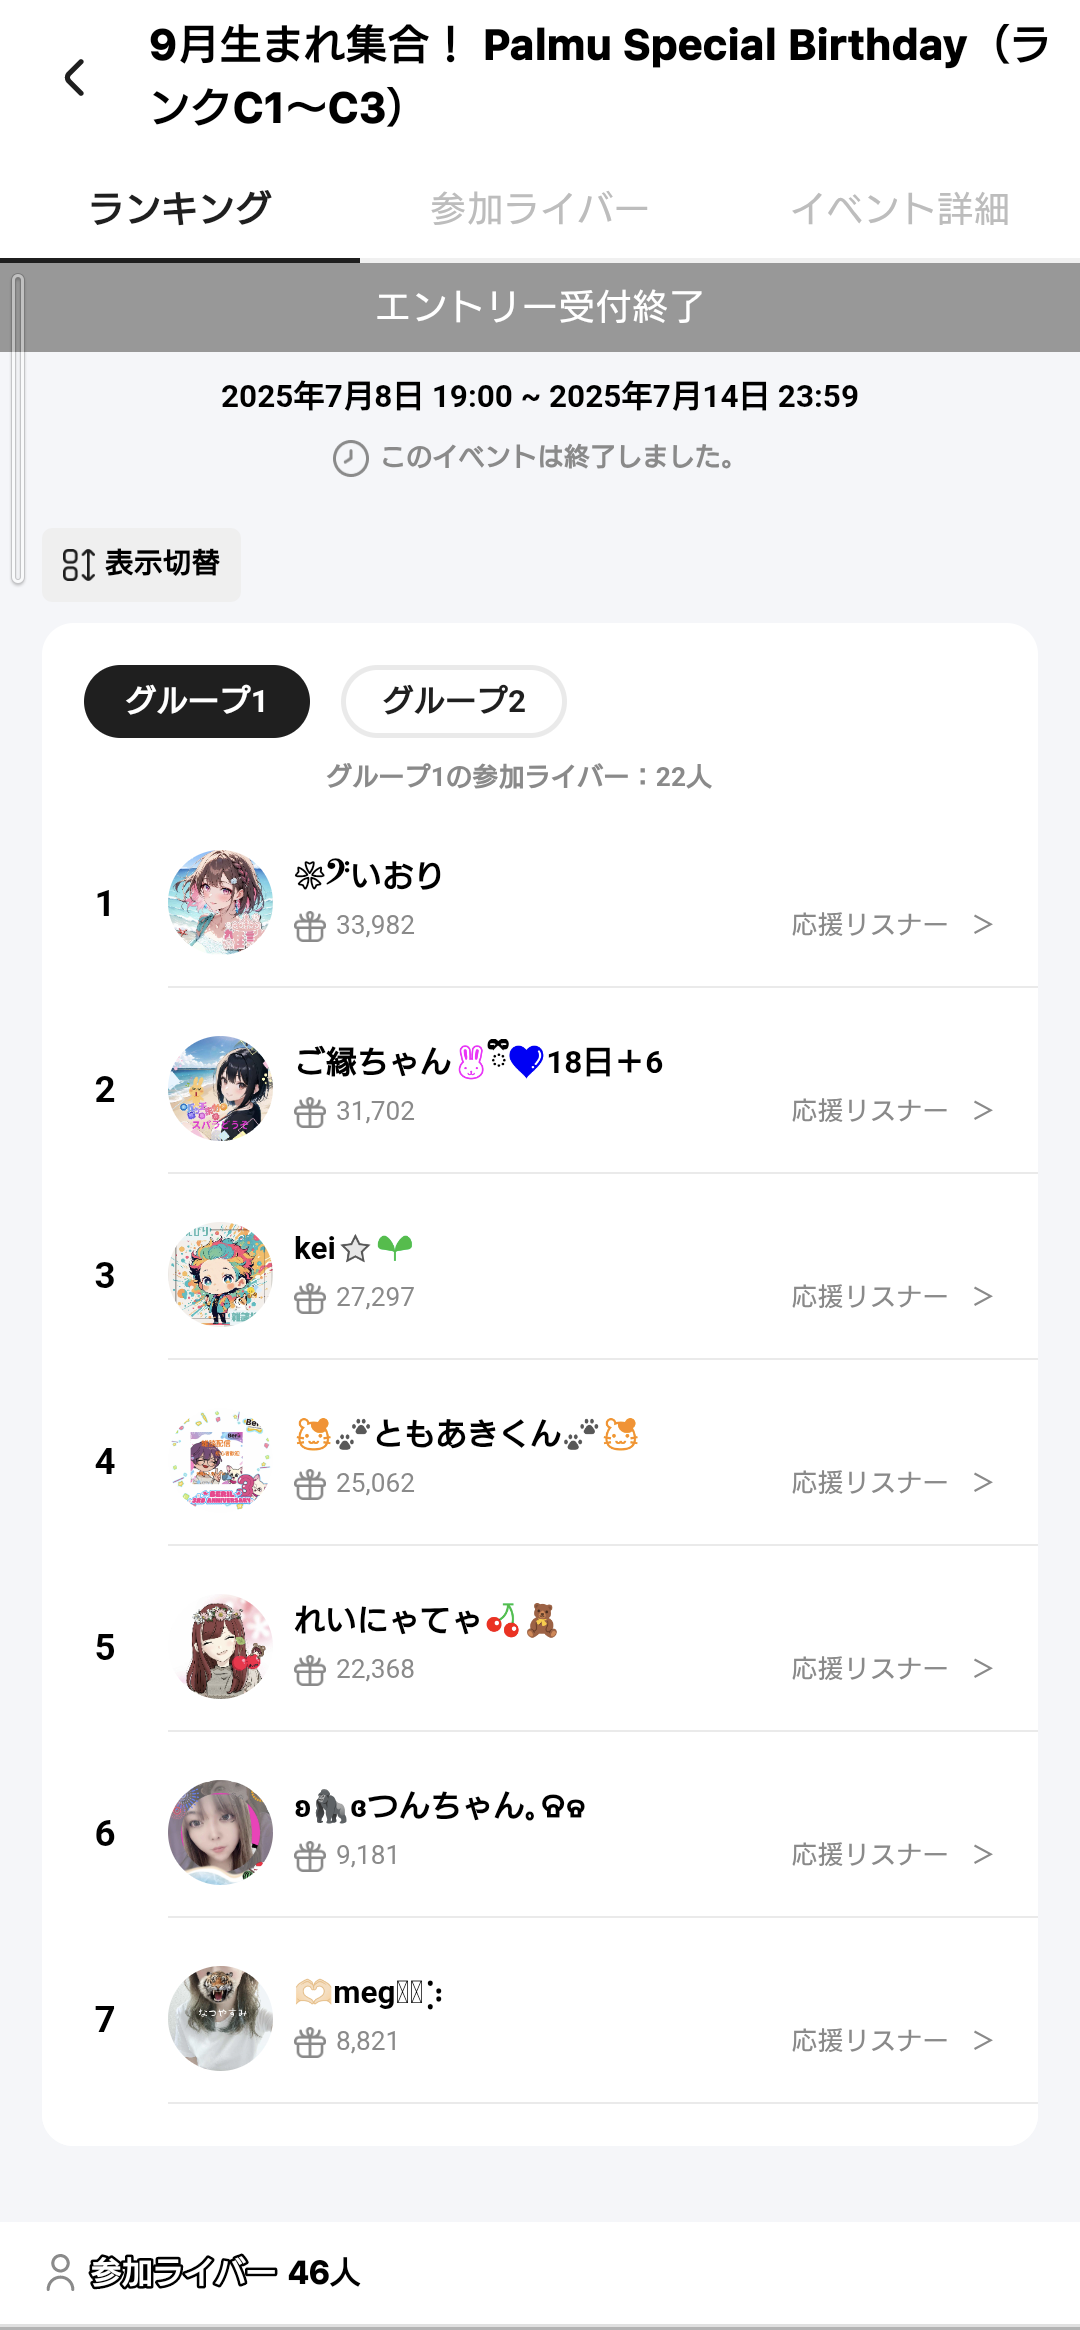 9月生まれ集合！ Palmu Special Birthday（ラ
ンクC1〜C3）
ランキング 参加ライバー イベント詳細
エントリー受付終了
2025年7月8日 19:00 ~ 2025年7月14日 23:59
このイベントは終了しました。
表示切替
グループ1 グループ2
グループ1の参加ライバー：22人
1
❀𝄢いおり
33,982 応援リスナー >
2
ご縁ちゃん🐰💙18日＋6
31,702 応援リスナー >
3
kei⭐🌱
27,297 応援リスナー >
4
🐹🐾ともあきくん🐾🐹
25,062 応援リスナー >
5
れいにゃてゃ🍒🧸
22,368 応援リスナー >
6
ʚ🦍ɞつんちゃん｡
9,181 応援リスナー >
7
なつやすみ
🫶🏻meg
8,821 応援リスナー >
参加ライバー 46人